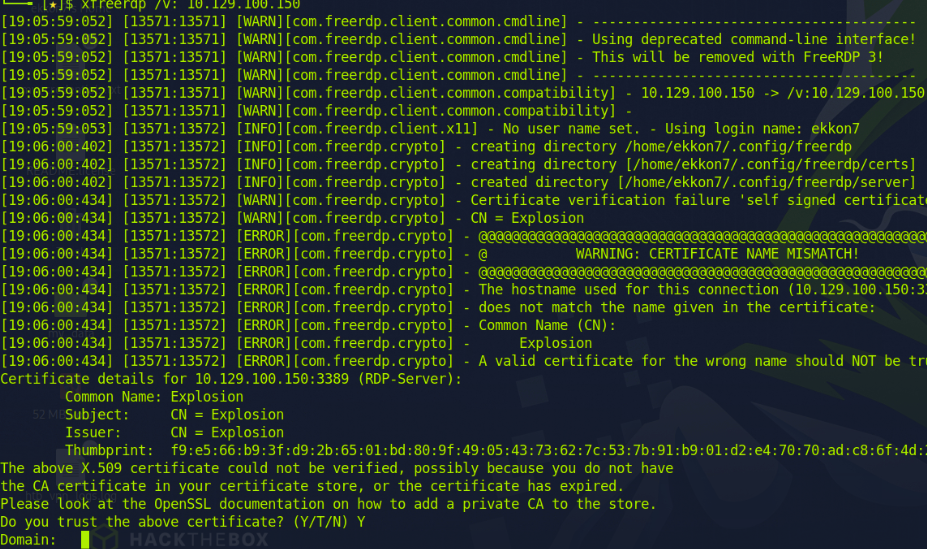 [★]$ xfreerdp /v: 10.129.100.150
[19:05:59:052] [13571:13571] [WARN][com.freerdp.client.common.cmdline] - ----------------------------------------
[19:05:59:052] [13571:13571] [WARN][com.freerdp.client.common.cmdline] - Using deprecated command-line interface!
[19:05:59:052] [13571:13571] [WARN][com.freerdp.client.common.cmdline] - This will be removed with FreeRDP 3!
[19:05:59:052] [13571:13571] [WARN][com.freerdp.client.common.cmdline] - ----------------------------------------
[19:05:59:052] [13571:13571] [WARN][com.freerdp.client.common.compatibility] - 10.129.100.150 -> /v:10.129.100.150
[19:05:59:052] [13571:13571] [WARN][com.freerdp.client.common.compatibility] -
[19:05:59:053] [13571:13572] [INFO][com.freerdp.client.x11] - No user name set. - Using login name: ekkon7
[19:06:00:402] [13571:13572] [INFO][com.freerdp.crypto] - creating directory /home/ekkon7/.config/freerdp
[19:06:00:402] [13571:13572] [INFO][com.freerdp.crypto] - creating directory [/home/ekkon7/.config/freerdp/certs]
[19:06:00:402] [13571:13572] [INFO][com.freerdp.crypto] - created directory [/home/ekkon7/.config/freerdp/server]
[19:06:00:434] [13571:13572] [WARN][com.freerdp.crypto] - Certificate verification failure 'self signed certificate
[19:06:00:434] [13571:13572] [WARN][com.freerdp.crypto] - CN = Explosion
[19:06:00:434] [13571:13572] [ERROR][com.freerdp.crypto] - @@@@@@@@@@@@@@@@@@@@@@@@@@@@@@@@@@@@@@@@@@@@@@@@@@@@@@@
[19:06:00:434] [13571:13572] [ERROR][com.freerdp.crypto] - @ WARNING: CERTIFICATE NAME MISMATCH!
[19:06:00:434] [13571:13572] [ERROR][com.freerdp.crypto] - @@@@@@@@@@@@@@@@@@@@@@@@@@@@@@@@@@@@@@@@@@@@@@@@@@@@@@@
[19:06:00:434] [13571:13572] [ERROR][com.freerdp.crypto] - The hostname used for this connection (10.129.100.150:33
[19:06:00:434] [13571:13572] [ERROR][com.freerdp.crypto] - does not match the name given in the certificate:
[19:06:00:434] [13571:13572] [ERROR][com.freerdp.crypto] - Common Name (CN):
[19:06:00:434] [13571:13572] [ERROR][com.freerdp.crypto] - Explosion
[19:06:00:434] [13571:13572] [ERROR][com.freerdp.crypto] - A valid certificate for the wrong name should NOT be tru
Certificate details for 10.129.100.150:3389 (RDP-Server):
Common Name: Explosion
Subject: CN = Explosion
Issuer: CN = Explosion
Thumbprint: f9:e5:66:b9:3f:d9:2b:65:01:bd:80:9f:49:05:43:73:62:7c:53:7b:91:b9:01:d2:e4:70:70:ad:c8:6f:4d:
The above X.509 certificate could not be verified, possibly because you do not have
the CA certificate in your certificate store, or the certificate has expired.
Please look at the OpenSSL documentation on how to add a private CA to the store.
Do you trust the above certificate? (Y/T/N) Y
Domain:
HACKTHEBOX